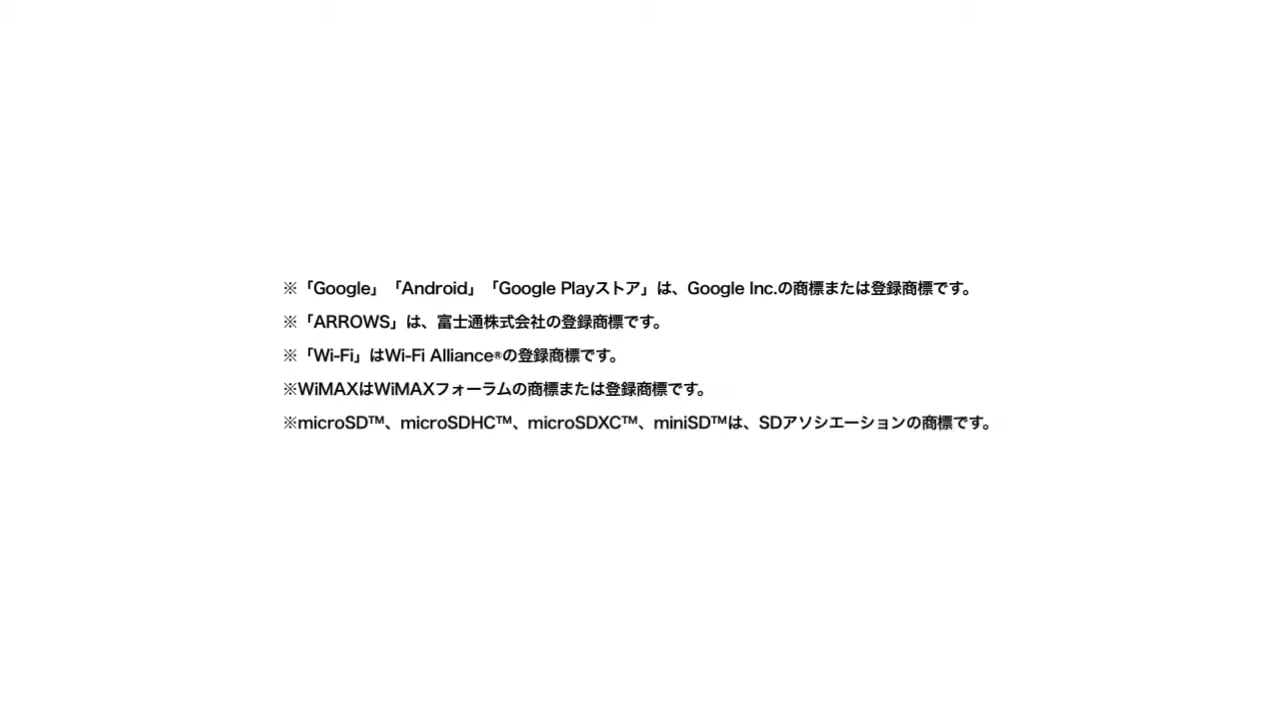 ※「Google」「Android」「Google Playストア」は、Google Inc.の商標または登録商標です。
※「ARROWS」は、富士通株式会社の登録商標です。
※「Wi-Fi」はWi-Fi Alliance®の登録商標です。
※WiMAXはWiMAXフォーラムの商標または登録商標です。
※microSD™、microSDHC™、microSDXC™、miniSD™は、SDアソシエーションの商標です。